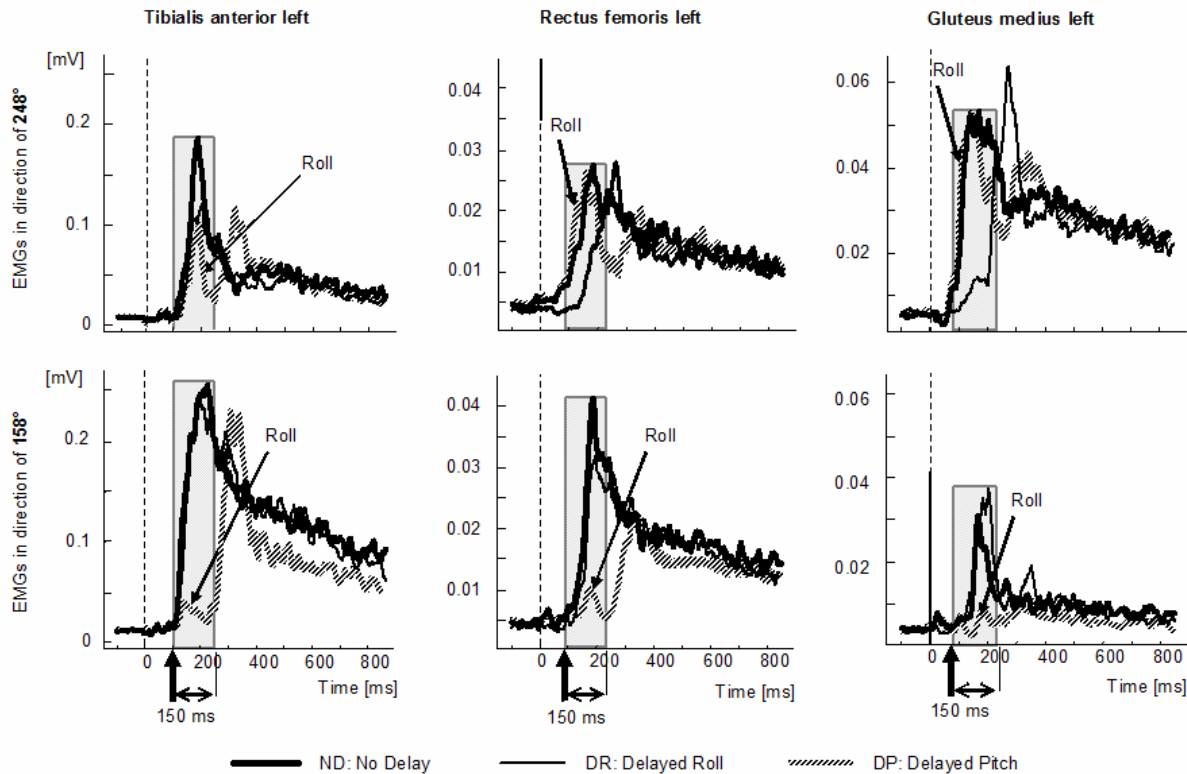 Tibialis anterior left
Rectus femoris left
Gluteus medius left
EMGs in direction of 248°
[mV]
0.2
0.1
0
Roll
0.04
0.03
0.02
0.01
Roll
0.06
0.04
0.02
Roll
EMGs in direction of 158°
[mV]
0.2
0.1
0
Roll
0 200 400 600 800
Time [ms]
150 ms
0.04
0.03
0.02
0.01
Roll
0 200 400 600 800
Time [ms]
150 ms
0.06
0.04
0.02
Roll
0 200 400 600 800
Time [ms]
150 ms
ND: No Delay
DR: Delayed Roll
DP: Delayed Pitch